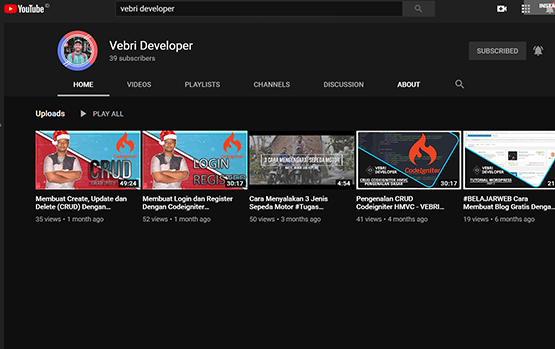 YouTube ID
vebri developer
Vebri Developer
39 subscribers
SUBSCRIBED
HOME
VIDEOS
PLAYLISTS
CHANNELS
DISCUSSION
ABOUT
Uploads
PLAY ALL
CodeIgniter
CRUD
49:24
LOGIN
REGISTER
30:17
3 CARA MENYALAKAN SEPEDA MOTOR
4:54
VEBRI
DEVELOPER
CodeIgniter
CRUD CODEIGNITER HMVC
PENGENALAN DASAR
30:17
DEVELOPER
TUTORIAL WORDPRESS
21
Membuat Create, Update dan
Delete (CRUD) Dengan...
35 views • 1 month ago
Membuat Login dan Register
Dengan Codeigniter...
52 views • 1 month ago
Cara Menyalakan 3 Jenis
Sepeda Motor #Tugas...
50 views • 3 months ago
Pengenalan CRUD
Codeigniter HMVC - VEBRI...
41 views • 4 months ago
#BELAJARWEB Cara
Membuat Blog Gratis Denga...
19 views • 6 months ago